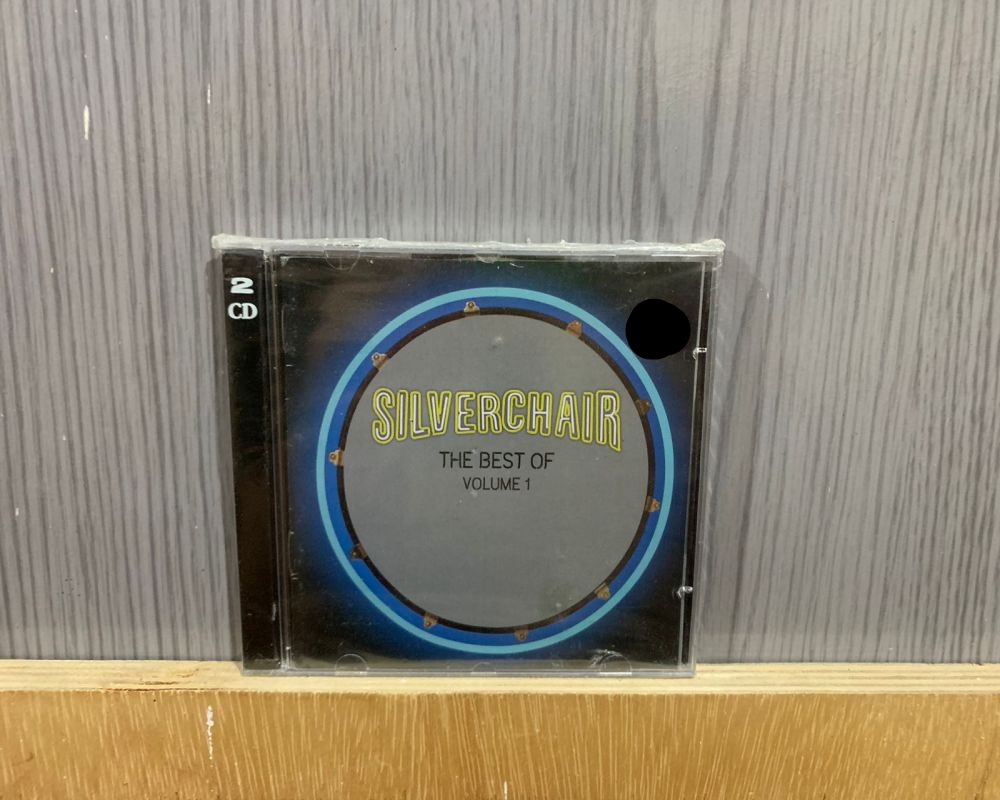 2
CD
SILVERCHAIR
THE BEST OF
VOLUME 1